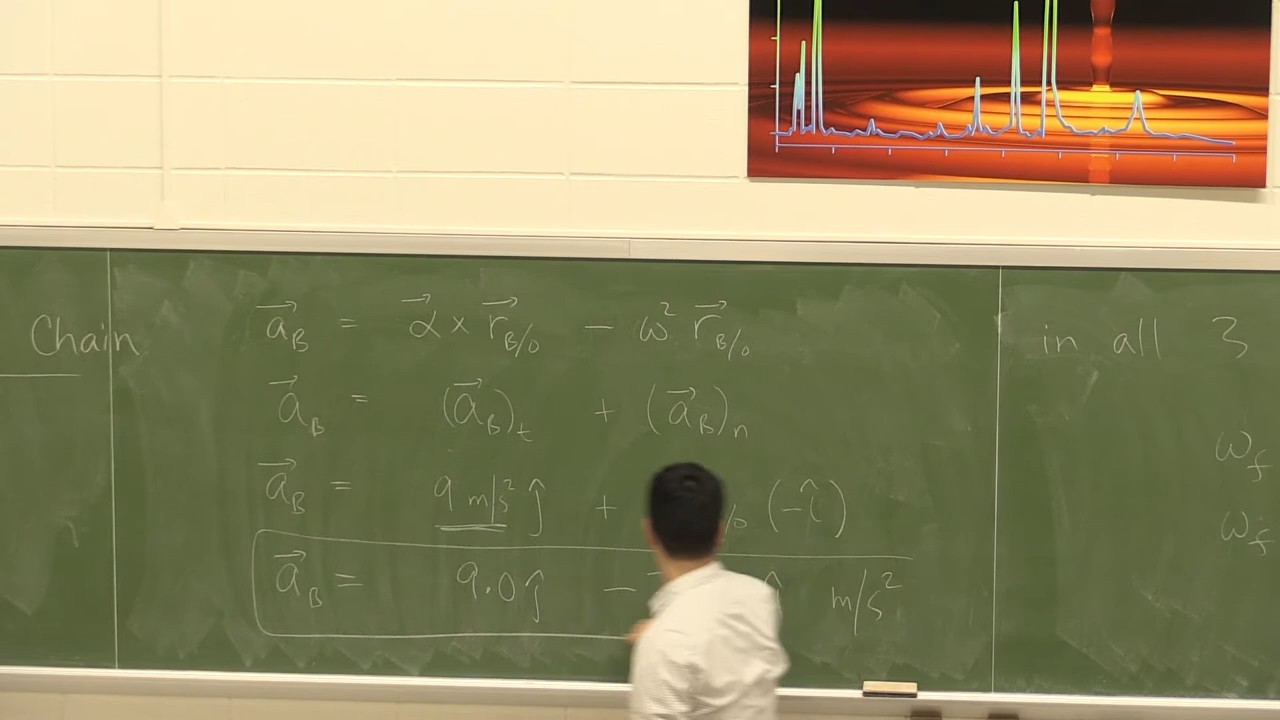 Chain
a⃗_B = α⃗ × r⃗_B/o − ω² r⃗_B/o
a⃗_B = (a⃗_B)_t + (a⃗_B)_n
a⃗_B = 9 m/s² ĵ + (−î)
a⃗_B = 9.0 ĵ − m/s²
in all 3
ω_f
ω_f